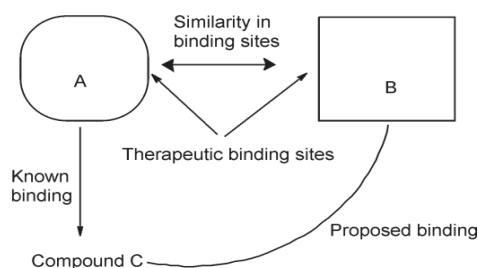 Similarity in
binding sites
A
B
Therapeutic binding sites
Known
binding
Proposed binding
Compound C